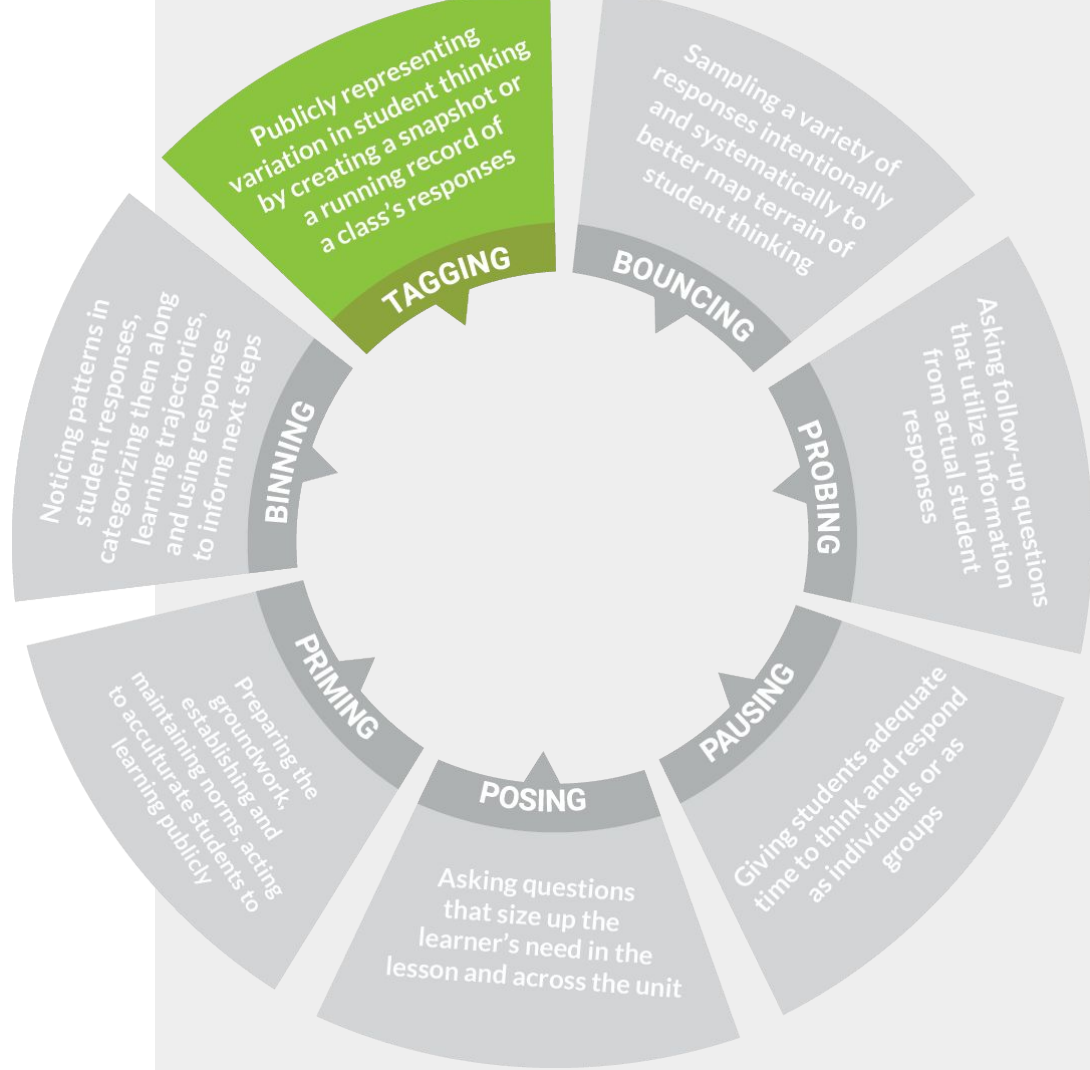 Publicly representing
variation in student thinking
by creating a snapshot or
a running record of
a class's responses
TAGGING
Sampling a variety of
responses intentionally
and systematically to
better map terrain of
student thinking
BOUNCING
Asking follow-up questions
that utilize information
from actual student
responses
PROBING
Giving students adequate
time to think and respond
as individuals or as
groups
PAUSING
POSING
Asking questions
that size up the
learner's need in the
lesson and across the unit
PRIMING
Preparing the
groundwork,
establishing and
maintaining norms, acting
to acculturate students to
learning publicly
BINNING
Noticing patterns in
student responses,
categorizing them along
learning trajectories,
and using responses
to inform next steps